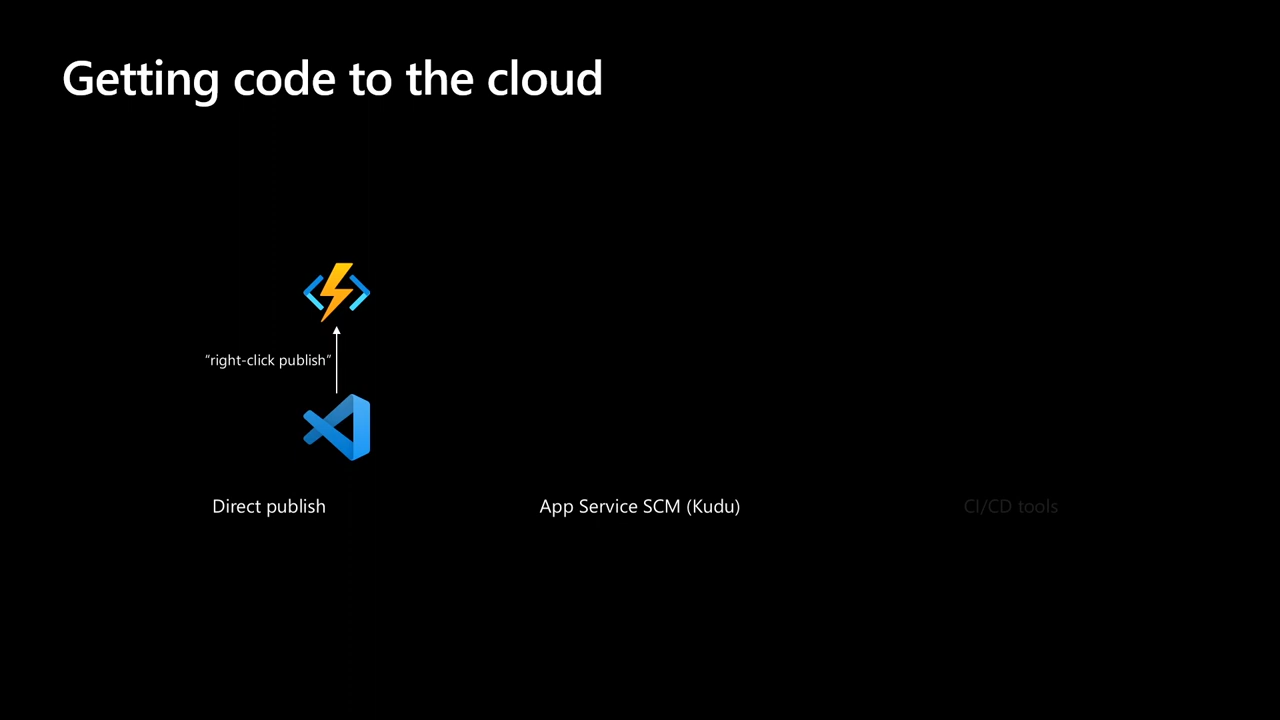 Getting code to the cloud
“right-click publish”
Direct publish
App Service SCM (Kudu)
CI/CD tools